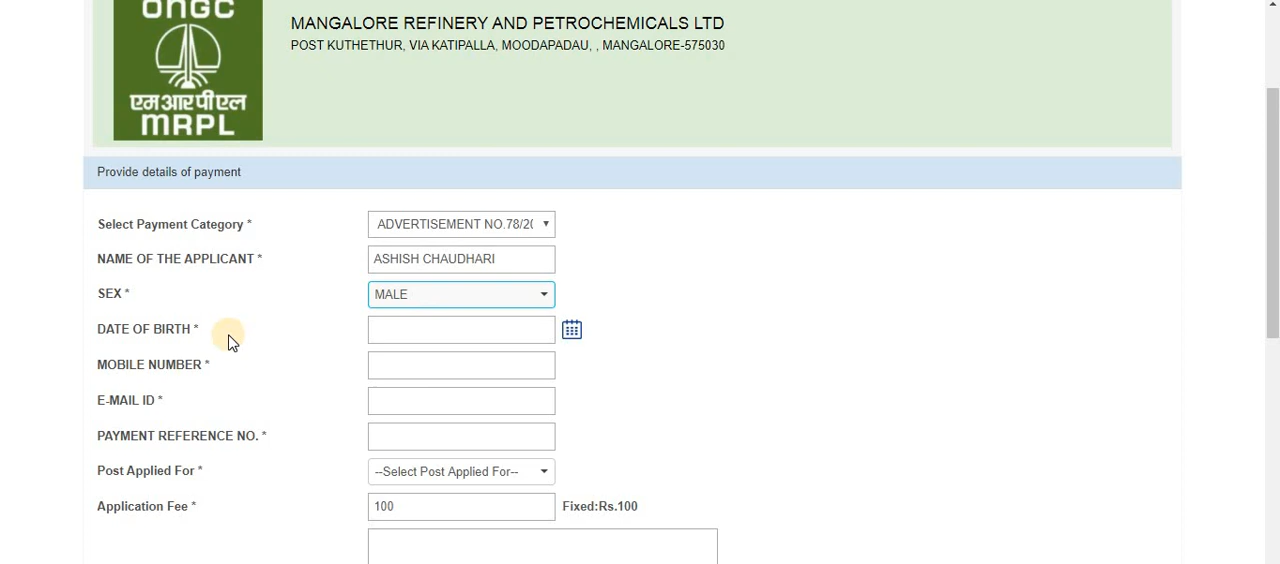 ONGC
एमआरपीएल
MRPL
MANGALORE REFINERY AND PETROCHEMICALS LTD
POST KUTHETHUR, VIA KATIPALLA, MOODAPADAU, , MANGALORE-575030
Provide details of payment
Select Payment Category * ADVERTISEMENT NO.78/20
NAME OF THE APPLICANT * ASHISH CHAUDHARI
SEX * MALE
DATE OF BIRTH *
MOBILE NUMBER *
E-MAIL ID *
PAYMENT REFERENCE NO. *
Post Applied For * --Select Post Applied For--
Application Fee * 100 Fixed:Rs.100